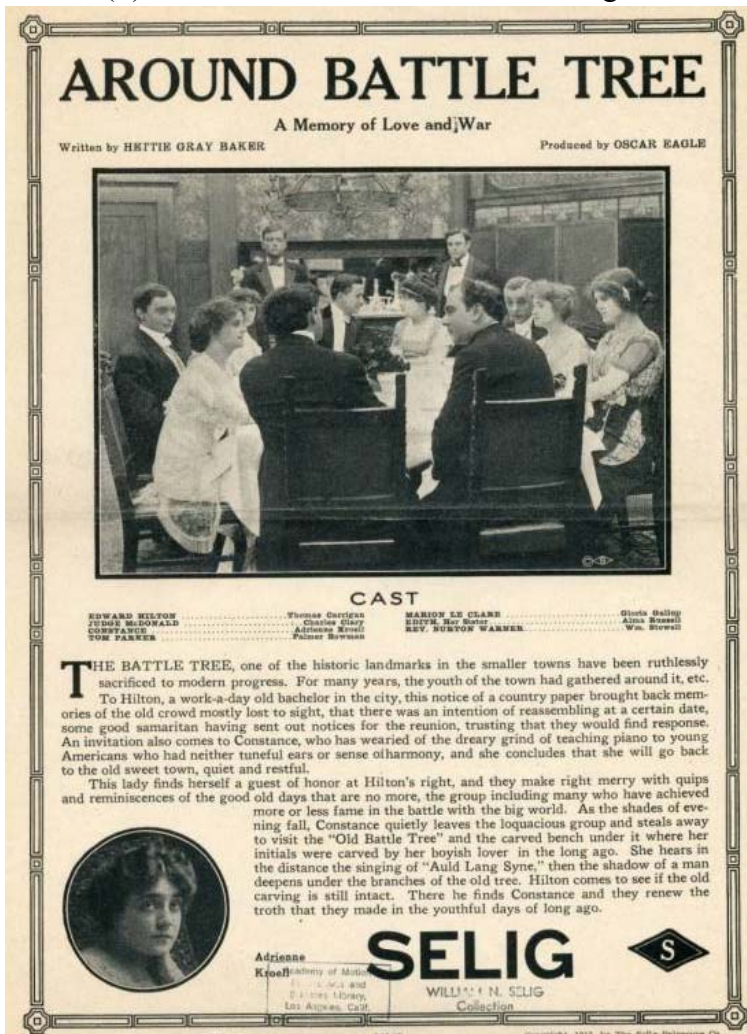 AROUND BATTLE TREE
A Memory of Love and War
Written by HETTIE GRAY BAKER
Produced by OSCAR EAGLE
CAST
EDWARD HILTON Thomas Carrigan
JUDGE McDONALD Charles Clary
CONSTANCE Adrienne Kroell
TOM PARKER Palmer Bowman
MARION LE CLARE Gloria Gallup
EDITH, Her Sister Alma Russell
REV. BURTON WARNER Wm. Stowell
THE BATTLE TREE, one of the historic landmarks in the smaller towns have been ruthlessly
sacrificed to modern progress. For many years, the youth of the town had gathered around it, etc.
To Hilton, a work-a-day old bachelor in the city, this notice of a country paper brought back mem-
ories of the old crowd mostly lost to sight, that there was an intention of reassembling at a certain date,
some good samaritan having sent out notices for the reunion, trusting that they would find response.
An invitation also comes to Constance, who has wearied of the dreary grind of teaching piano to young
Americans who had neither tuneful ears or sense of harmony, and she concludes that she will go back
to the old sweet town, quiet and restful.
This lady finds herself a guest of honor at Hilton's right, and they make right merry with quips
and reminiscences of the good old days that are no more, the group including many who have achieved
more or less fame in the battle with the big world. As the shades of eve-
ning fall, Constance quietly leaves the loquacious group and steals away
to visit the "Old Battle Tree" and the carved bench under it where her
initials were carved by her boyish lover in the long ago. She hears in
the distance the singing of "Auld Lang Syne," then the shadow of a man
deepens under the branches of the old tree. Hilton comes to see if the old
carving is still intact. There he finds Constance and they renew the
troth that they made in the youthful days of long ago.
Adrienne
Kroell
SELIG
S
Academy of Motion
and
Library,
Los Angeles, Calif.
WILLIAM N. SELIG
Collection